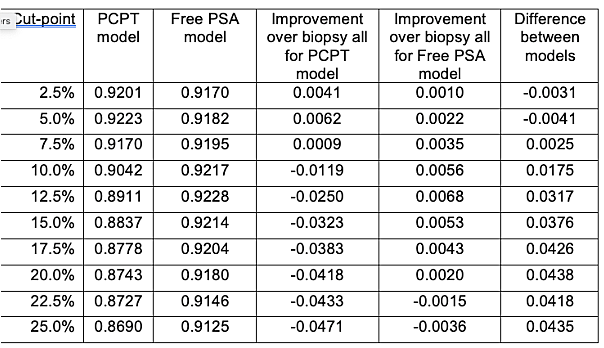 ers
Cut-point PCPT model Free PSA model Improvement over biopsy all for PCPT model Improvement over biopsy all for Free PSA model Difference between models
2.5% 0.9201 0.9170 0.0041 0.0010 -0.0031
5.0% 0.9223 0.9182 0.0062 0.0022 -0.0041
7.5% 0.9170 0.9195 0.0009 0.0035 0.0025
10.0% 0.9042 0.9217 -0.0119 0.0056 0.0175
12.5% 0.8911 0.9228 -0.0250 0.0068 0.0317
15.0% 0.8837 0.9214 -0.0323 0.0053 0.0376
17.5% 0.8778 0.9204 -0.0383 0.0043 0.0426
20.0% 0.8743 0.9180 -0.0418 0.0020 0.0438
22.5% 0.8727 0.9146 -0.0433 -0.0015 0.0418
25.0% 0.8690 0.9125 -0.0471 -0.0036 0.0435